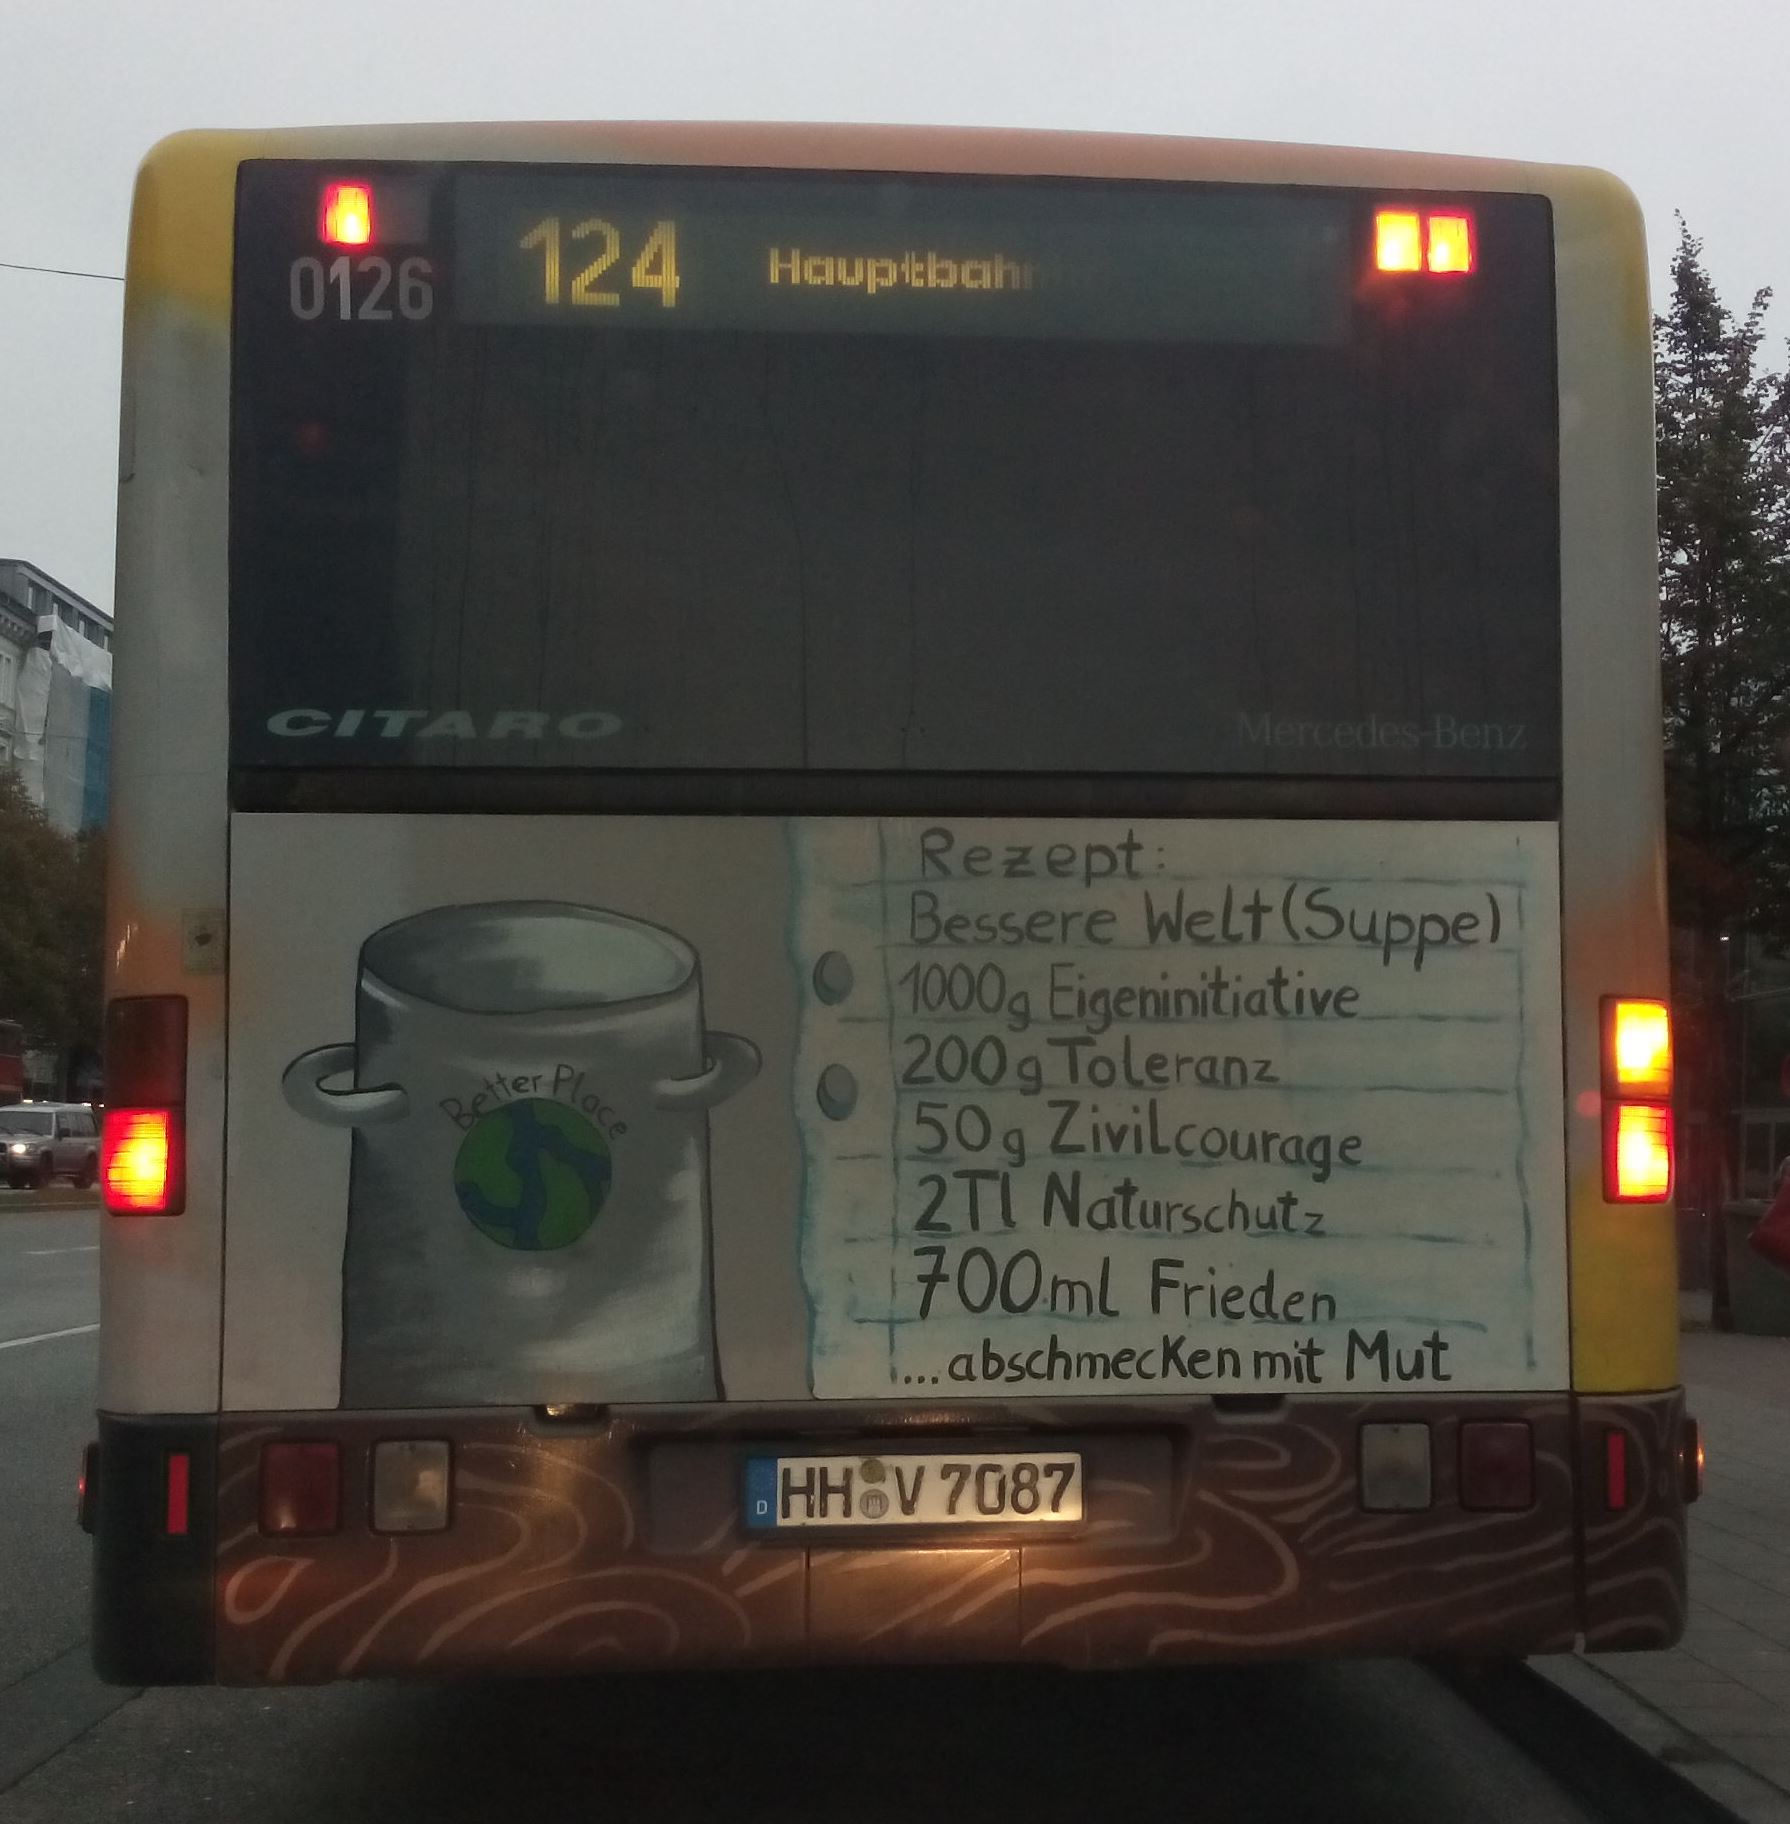 0126
124 Hauptbah
CITARO
Mercedes-Benz
Better Place
Rezept:
Bessere Welt (Suppe)
1000g Eigeninitiative
200g Toleranz
50g Zivilcourage
2Tl Naturschutz
700ml Frieden
...abschmecken mit Mut
D HH V 7087